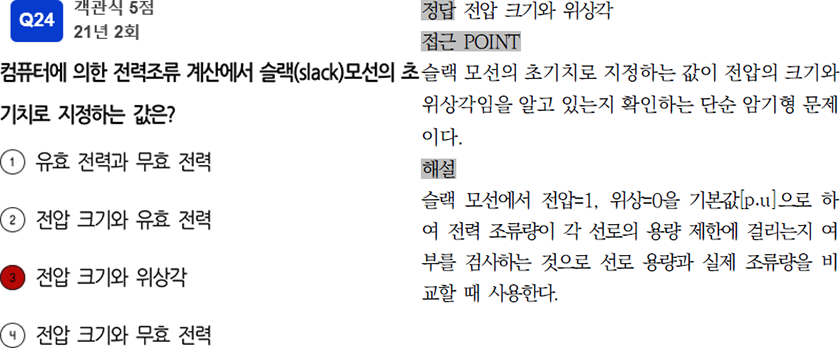 Q24
객관식 5점
21년 2회
컴퓨터에 의한 전력조류 계산에서 슬랙(slack)모선의 초
기치로 지정하는 값은?
1 유효 전력과 무효 전력
2 전압 크기와 유효 전력
3 전압 크기와 위상각
4 전압 크기와 무효 전력
정답 전압 크기와 위상각
접근 POINT
슬랙 모선의 초기치로 지정하는 값이 전압의 크기와
위상각임을 알고 있는지 확인하는 단순 암기형 문제
이다.
해설
슬랙 모선에서 전압=1, 위상=0을 기본값[p.u]으로 하
여 전력 조류량이 각 선로의 용량 제한에 걸리는지 여
부를 검사하는 것으로 선로 용량과 실제 조류량을 비
교할 때 사용한다.